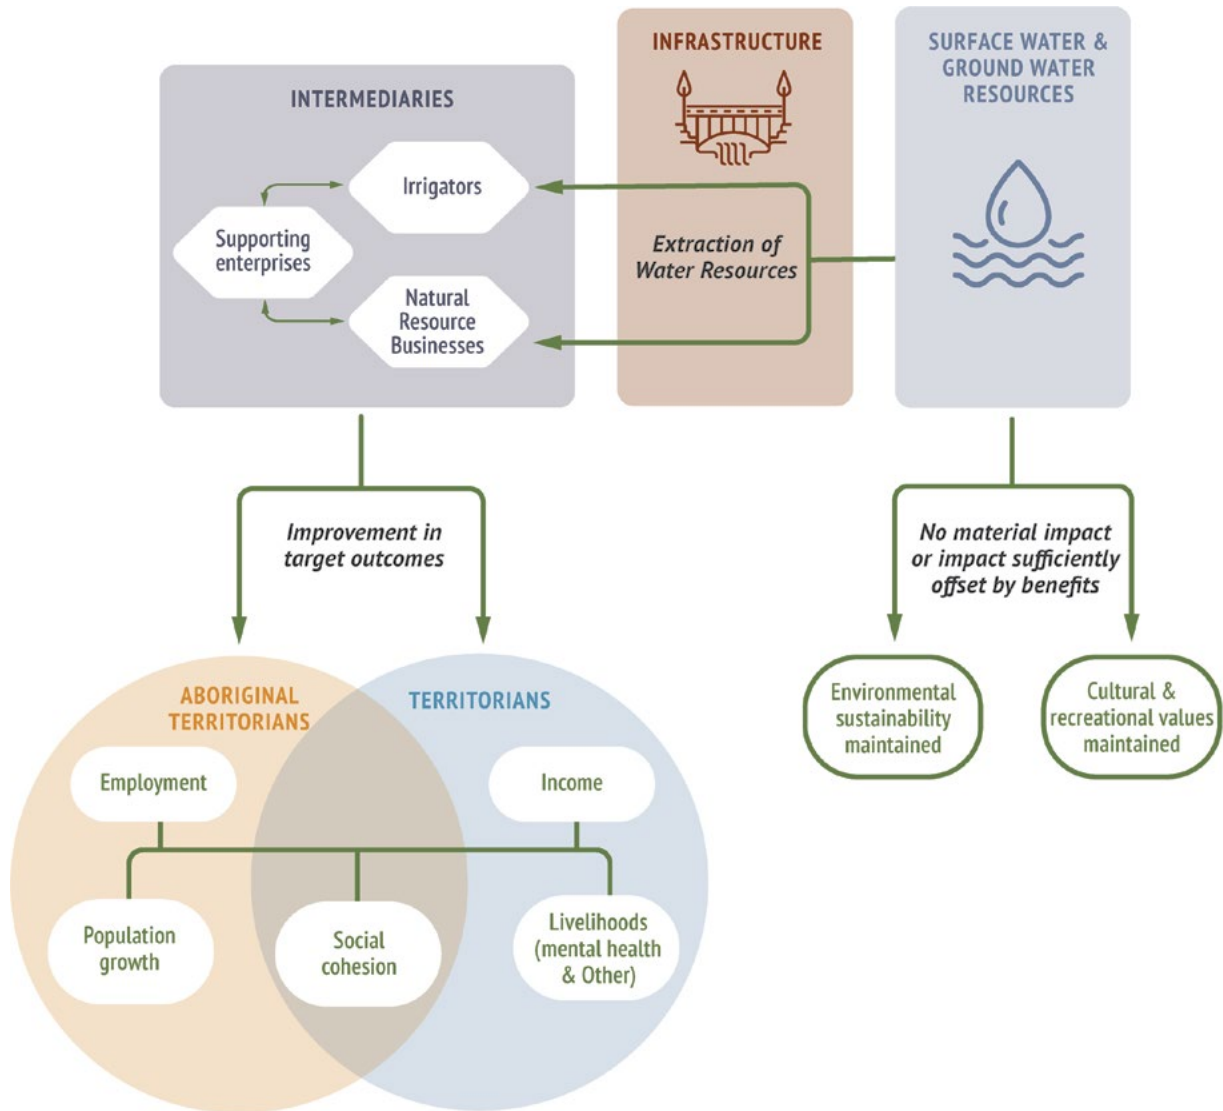 INTERMEDIARIES
Irrigators
Supporting
enterprises
Natural
Resource
Businesses
INFRASTRUCTURE
Extraction of
Water Resources
SURFACE WATER &
GROUND WATER
RESOURCES
Improvement in
target outcomes
No material impact
or impact sufficiently
offset by benefits
Environmental
sustainability
maintained
Cultural &
recreational values
maintained
ABORIGINAL
TERRITORIANS
TERRITORIANS
Employment
Income
Population
growth
Social
cohesion
Livelihoods
(mental health
& Other)